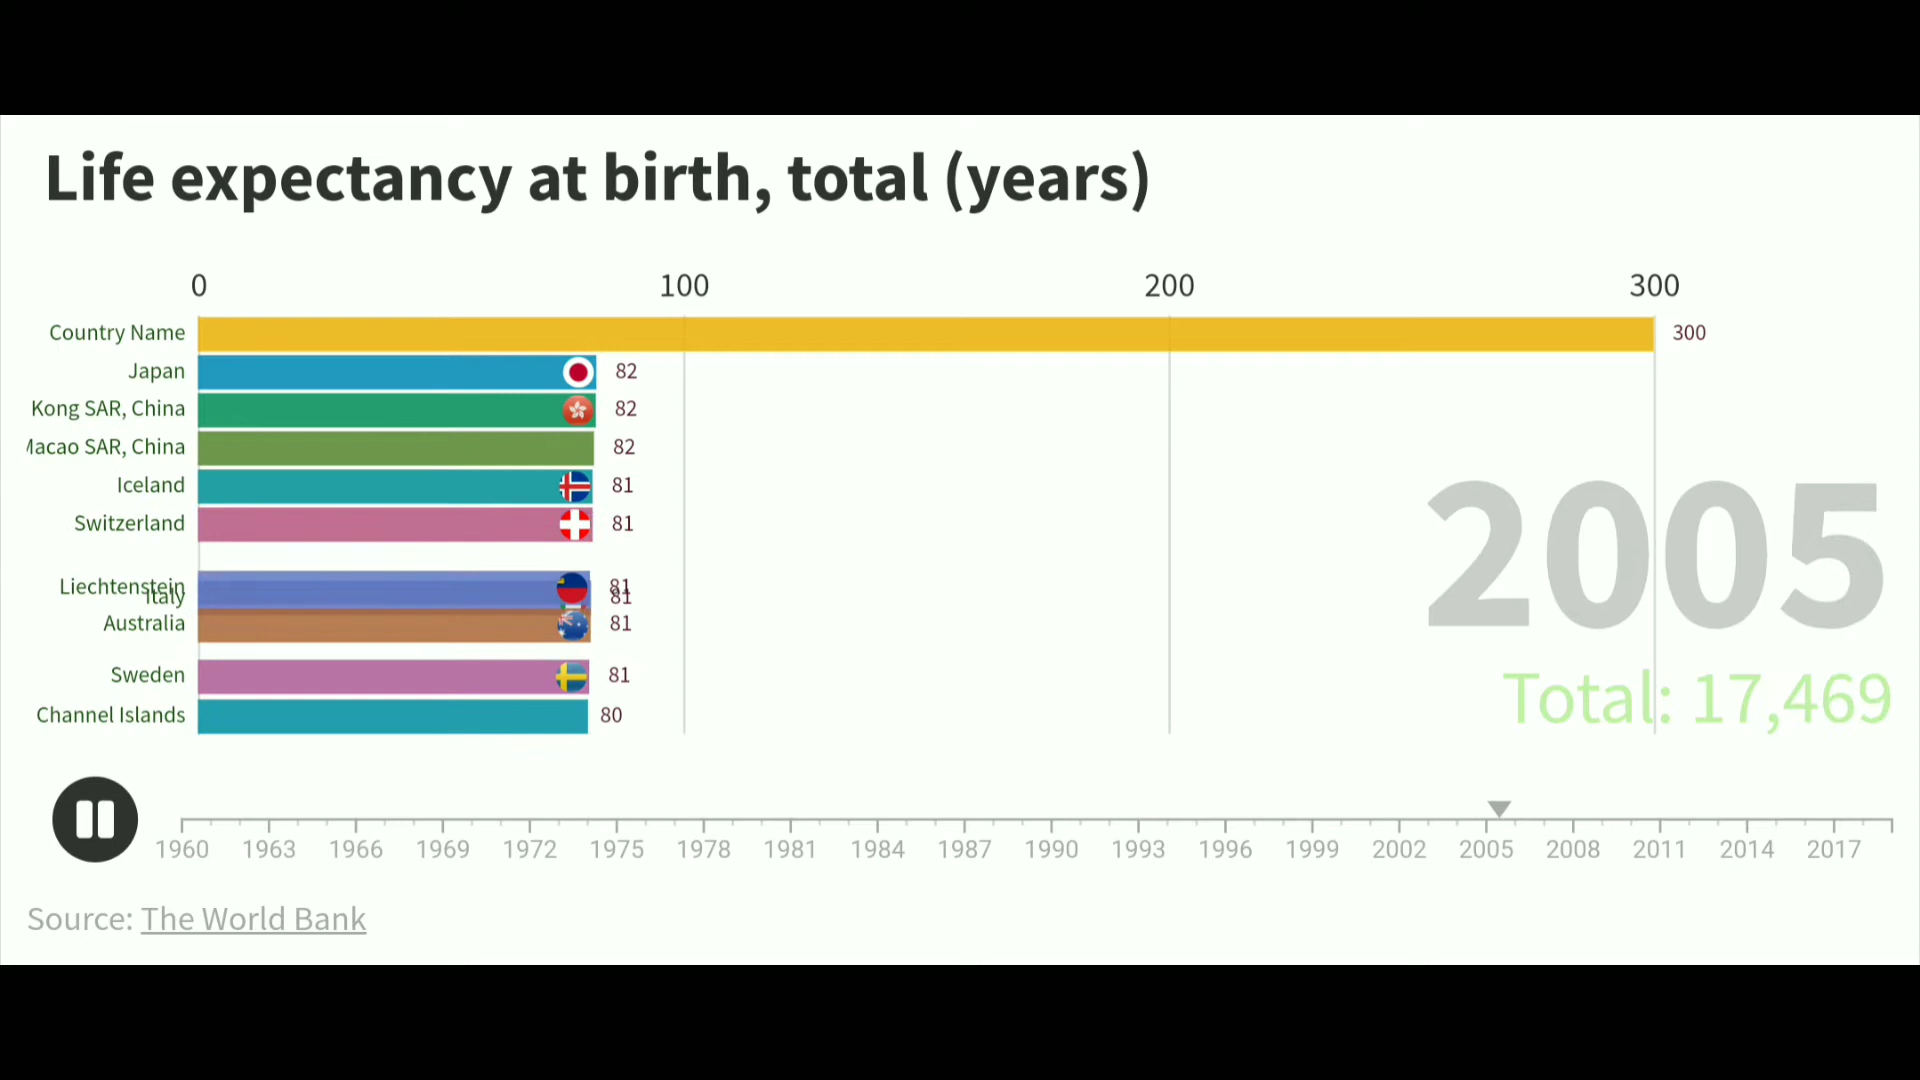 Life expectancy at birth, total (years)
0 100 200 300
Country Name 300
Japan 82
Kong SAR, China 82
Macao SAR, China 82
Iceland 81
Switzerland 81
Liechtenstein 81
Italy 81
Australia 81
Sweden 81
Channel Islands 80
2005
Total: 17,469
1960 1963 1966 1969 1972 1975 1978 1981 1984 1987 1990 1993 1996 1999 2002 2005 2008 2011 2014 2017
Source: The World Bank